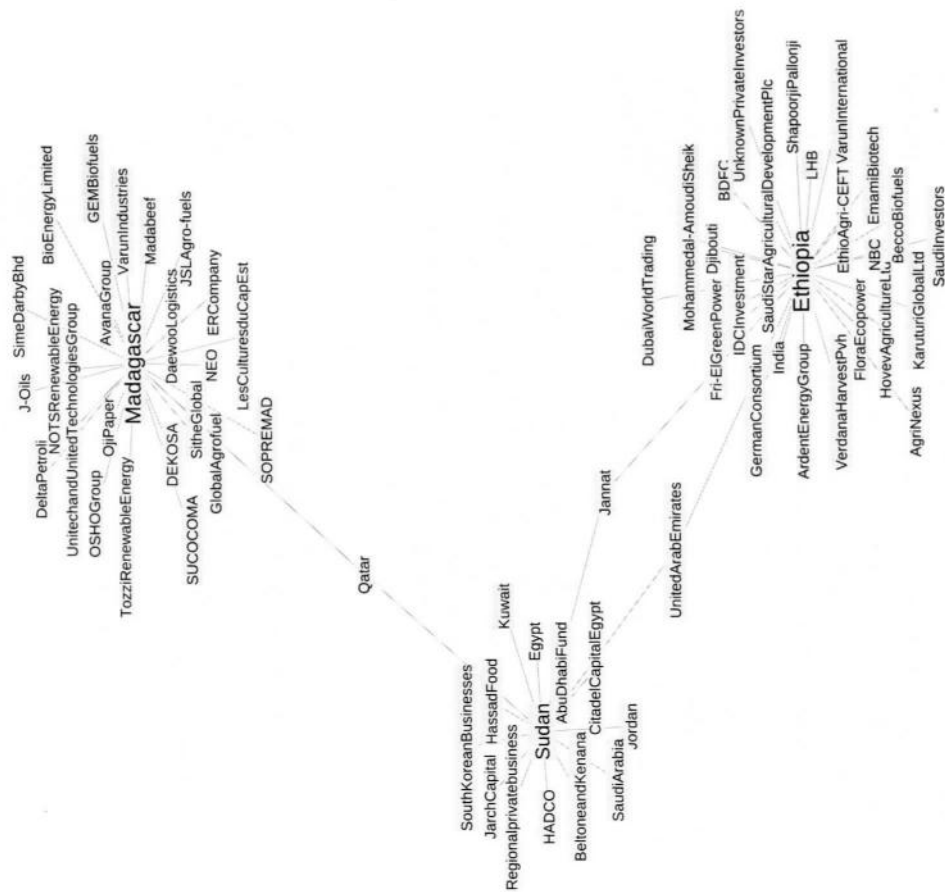 DeltaPetroli
J-Oils
SimeDarbyBhd
BioEnergyLimited
NOTSRenewableEnergy
UnitechandUnitedTechnologiesGroup
AvanaGroup
GEMBiofuels
OSHOGroup
OjiPaper
Madagascar
VarunIndustries
TozziRenewableEnergy
Madabeef
DEKOSA
DaewooLogistics
JSLAgro-fuels
SUCOCOMA
SitheGlobal
NEO
ERCompany
GlobalAgrofuel
LesCulturesduCapEst
SOPREMAD
Qatar
SouthKoreanBusinesses
Kuwait
JarchCapital
HassadFood
Regionalprivatebusiness
Egypt
Sudan
HADCO
AbuDhabiFund
BeltoneandKenana
CitadelCapitalEgypt
SaudiArabia
Jordan
Jannat
UnitedArabEmirates
DubaiWorldTrading
Mohammedal-AmoudiSheik
Fri-ElGreenPower
Djibouti
BDFC
UnknownPrivateInvestors
IDCInvestment
GermanConsortium
SaudiStarAgriculturalDevelopmentPlc
India
ShapoorjiPallonji
Ethiopia
LHB
ArdentEnergyGroup
VerdanaHarvestPvh
EthioAgri-CEFT
VarunInternational
FloraEcopower
NBC
EmamiBiotech
HovevAgricultureLtd
BeccoBiofuels
AgriNexus
KaruturiGlobalLtd
SaudiInvestors